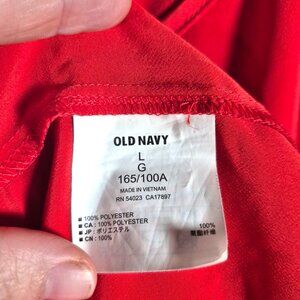 OLD NAVY
L
G
165/100A
MADE IN VIETNAM
RN 54023 CA17897
100% POLYESTER
CA : 100% POLYESTER
JP : ポリエステル 100%
CN : 100% 聚酯纤维